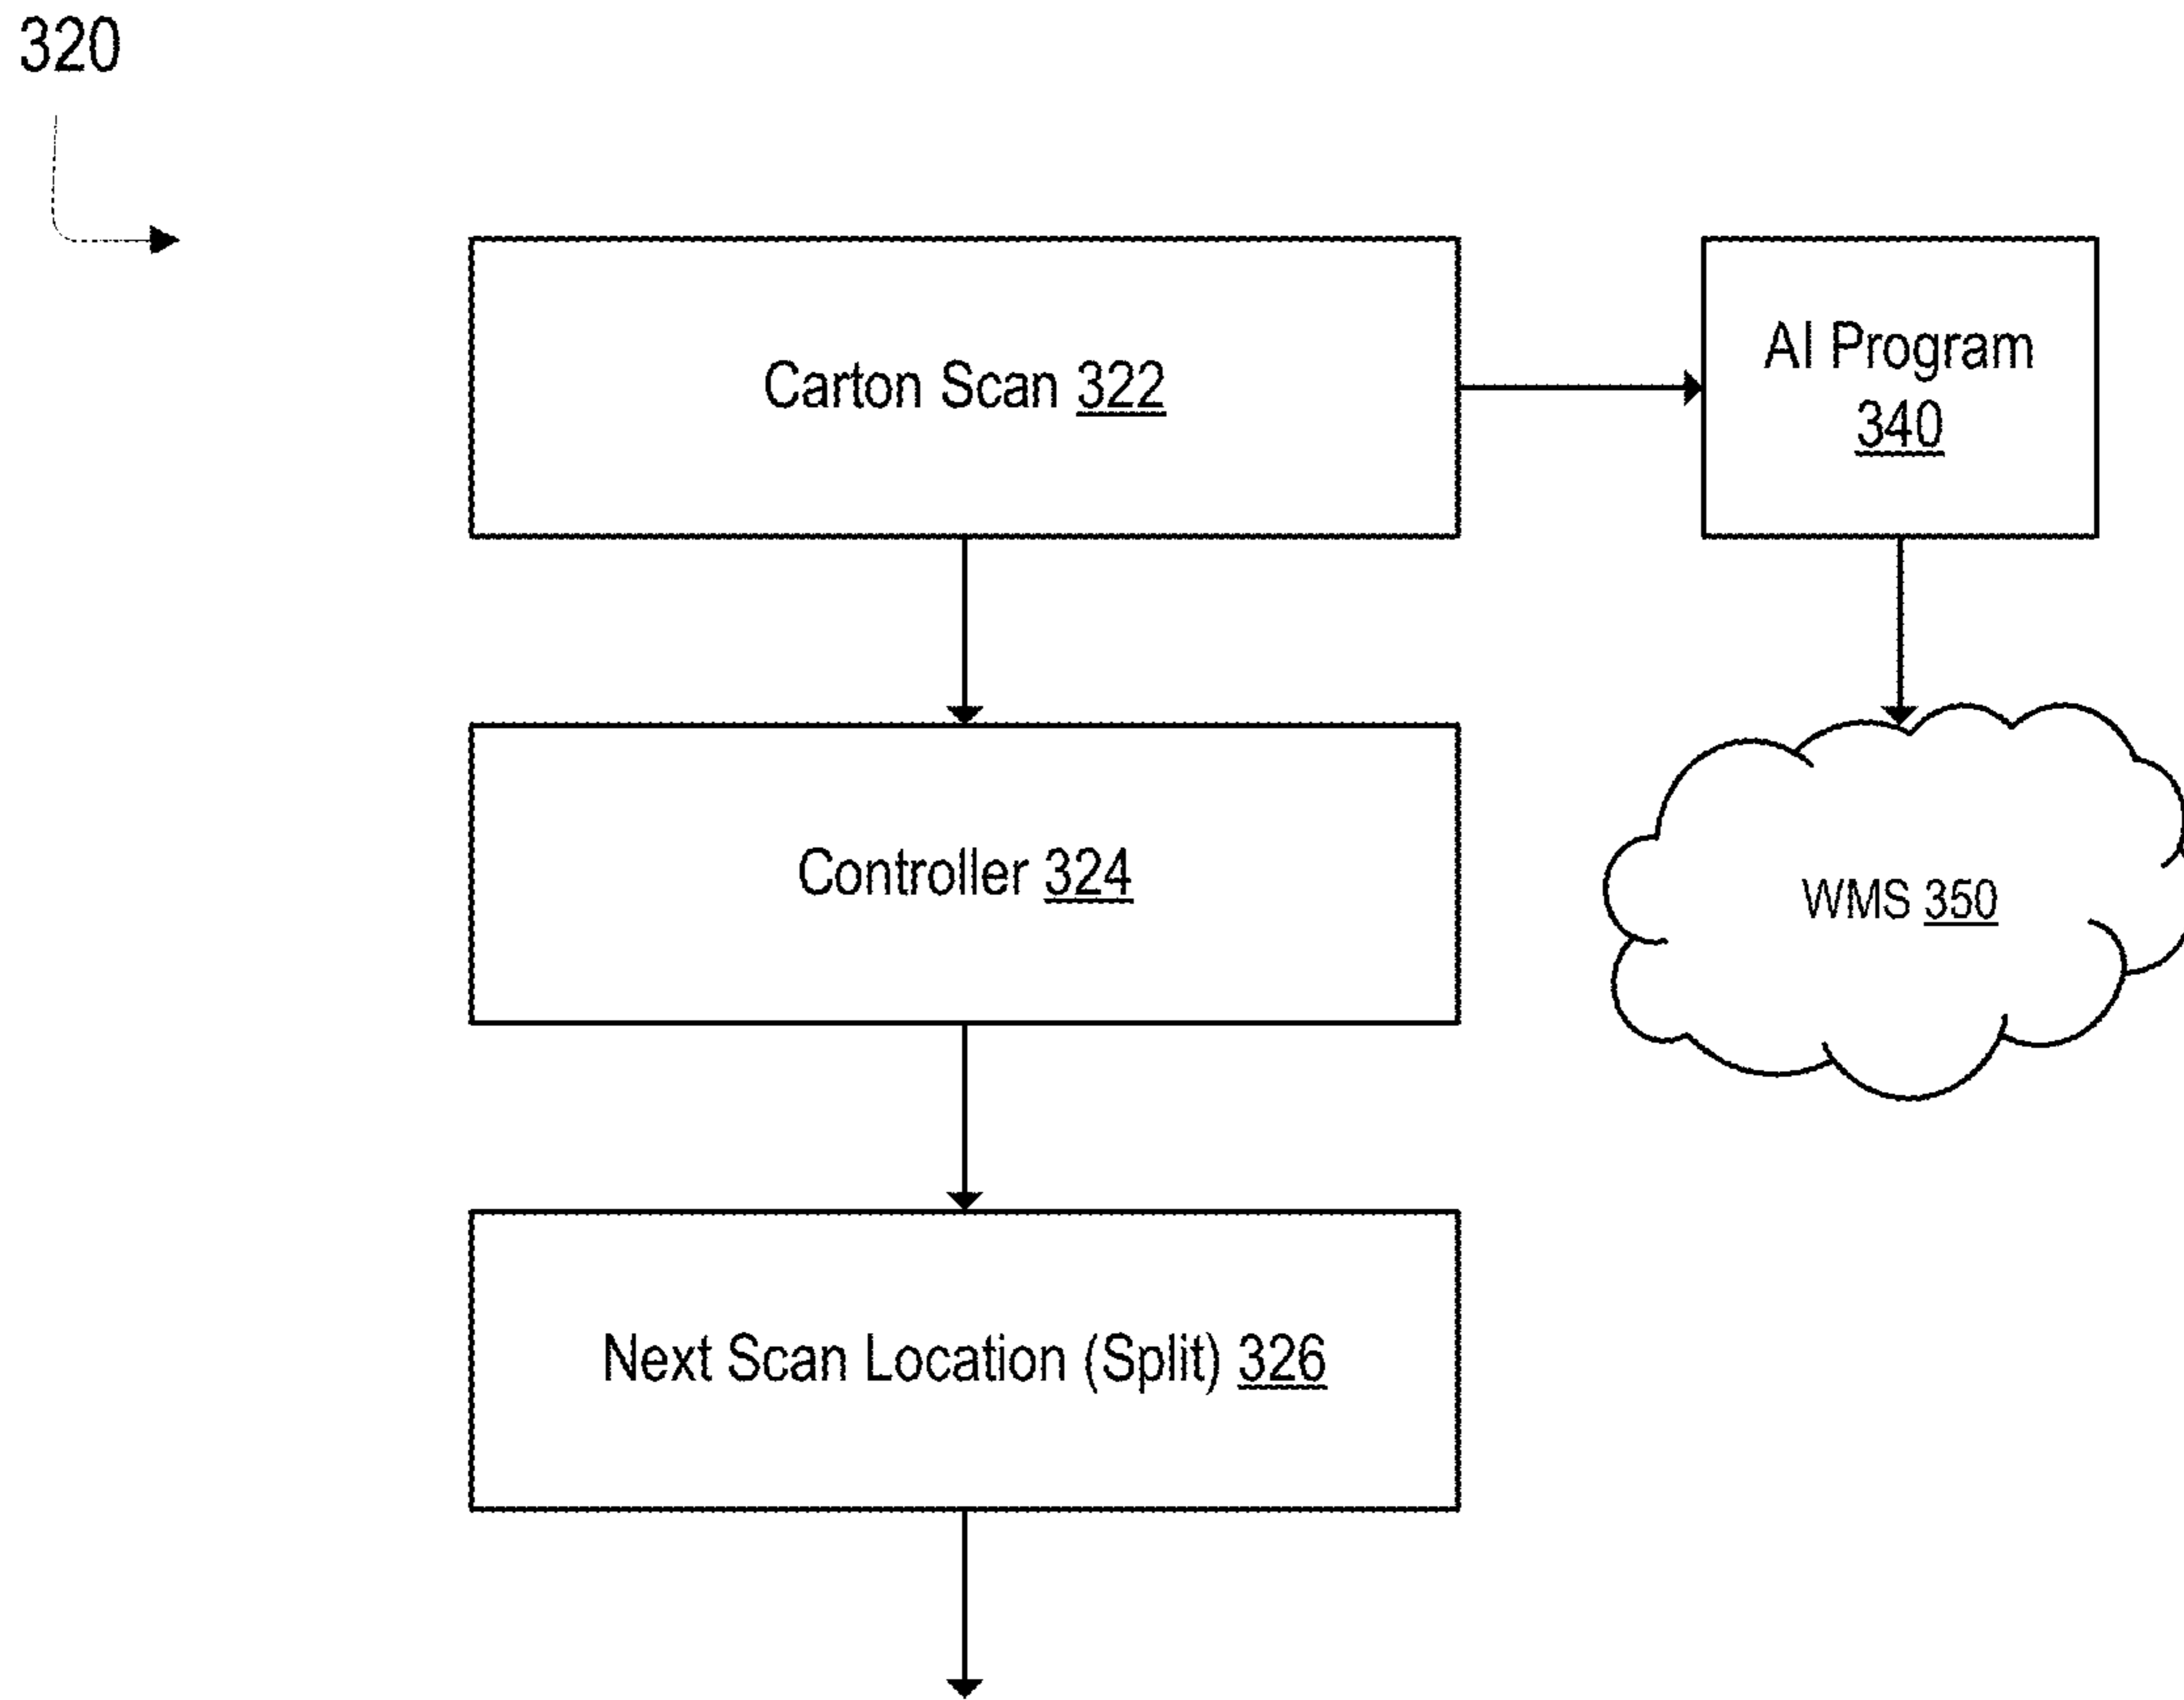 320
Carton Scan 322
AI Program
340
Controller 324
WMS 350
Next Scan Location (Split) 326